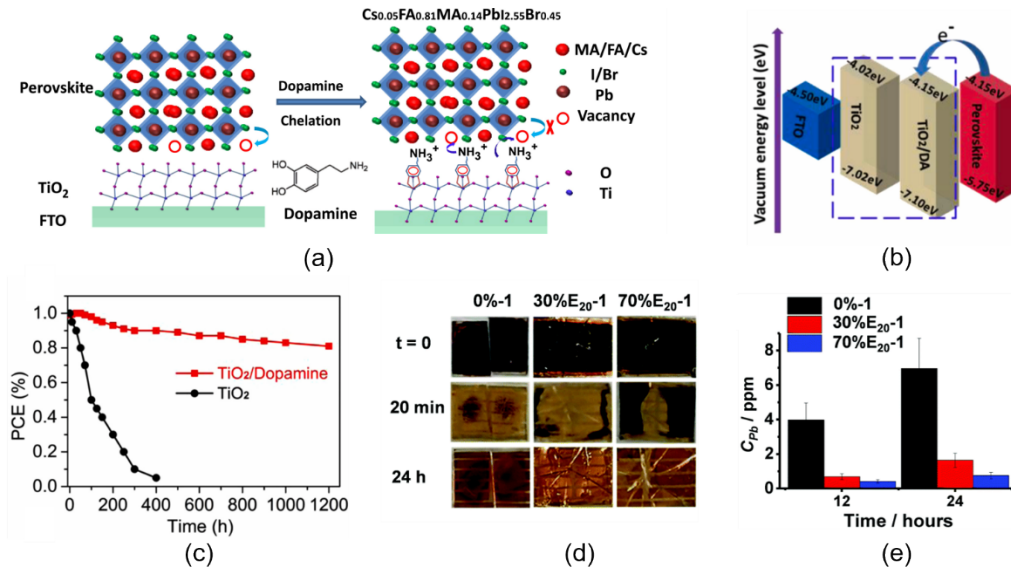 Cs0.05FA0.81MA0.14PbI2.55Br0.45
Perovskite
Dopamine
Chelation
MA/FA/Cs
I/Br
Pb
Vacancy
NH3+ NH3+ NH3+
TiO2
FTO
HO
HO
NH2
Dopamine
O
Ti
(a)
Vacuum energy level (eV)
e-
-4.50eV
FTO
-4.02eV
TiO2
-7.02eV
-4.15eV
TiO2/DA
-7.10eV
-4.15eV
Perovskite
-5.75eV
(b)
PCE (%)
1.0
0.8
0.6
0.4
0.2
0.0
TiO2/Dopamine
TiO2
0 200 400 600 800 1000 1200
Time (h)
(c)
0%-1 30%E20-1 70%E20-1
t = 0
20 min
24 h
(d)
0%-1
30%E20-1
70%E20-1
CPb / ppm
8
6
4
2
0
12 24
Time / hours
(e)